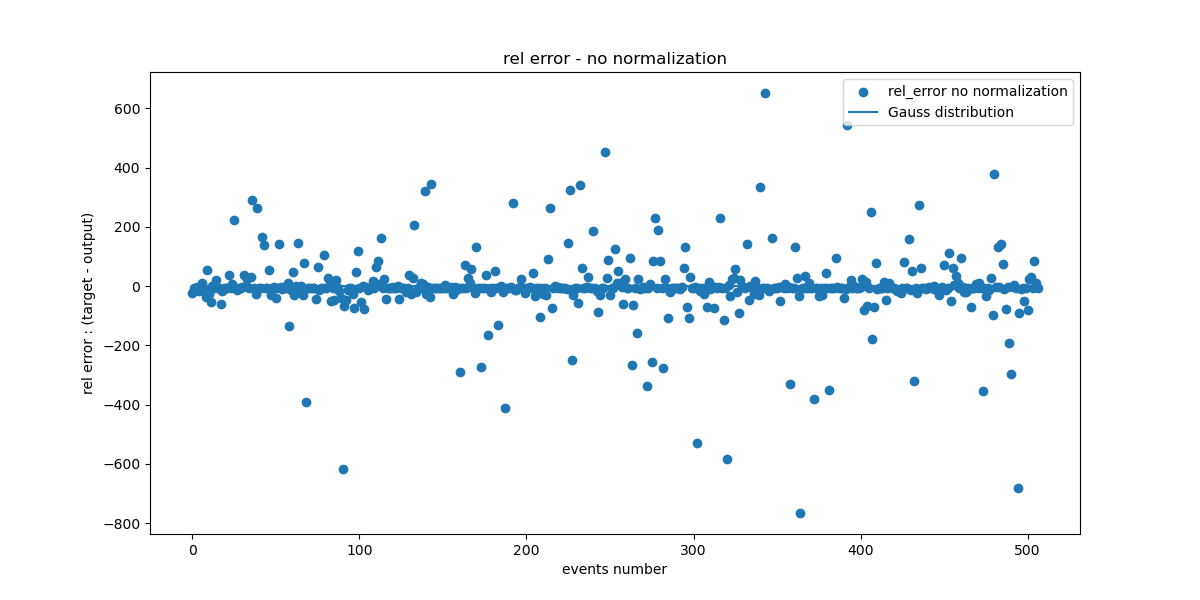 rel error - no normalization
rel_error no normalization
Gauss distribution
rel error : (target - output)
600
400
200
0
−200
−400
−600
−800
0 100 200 300 400 500
events number